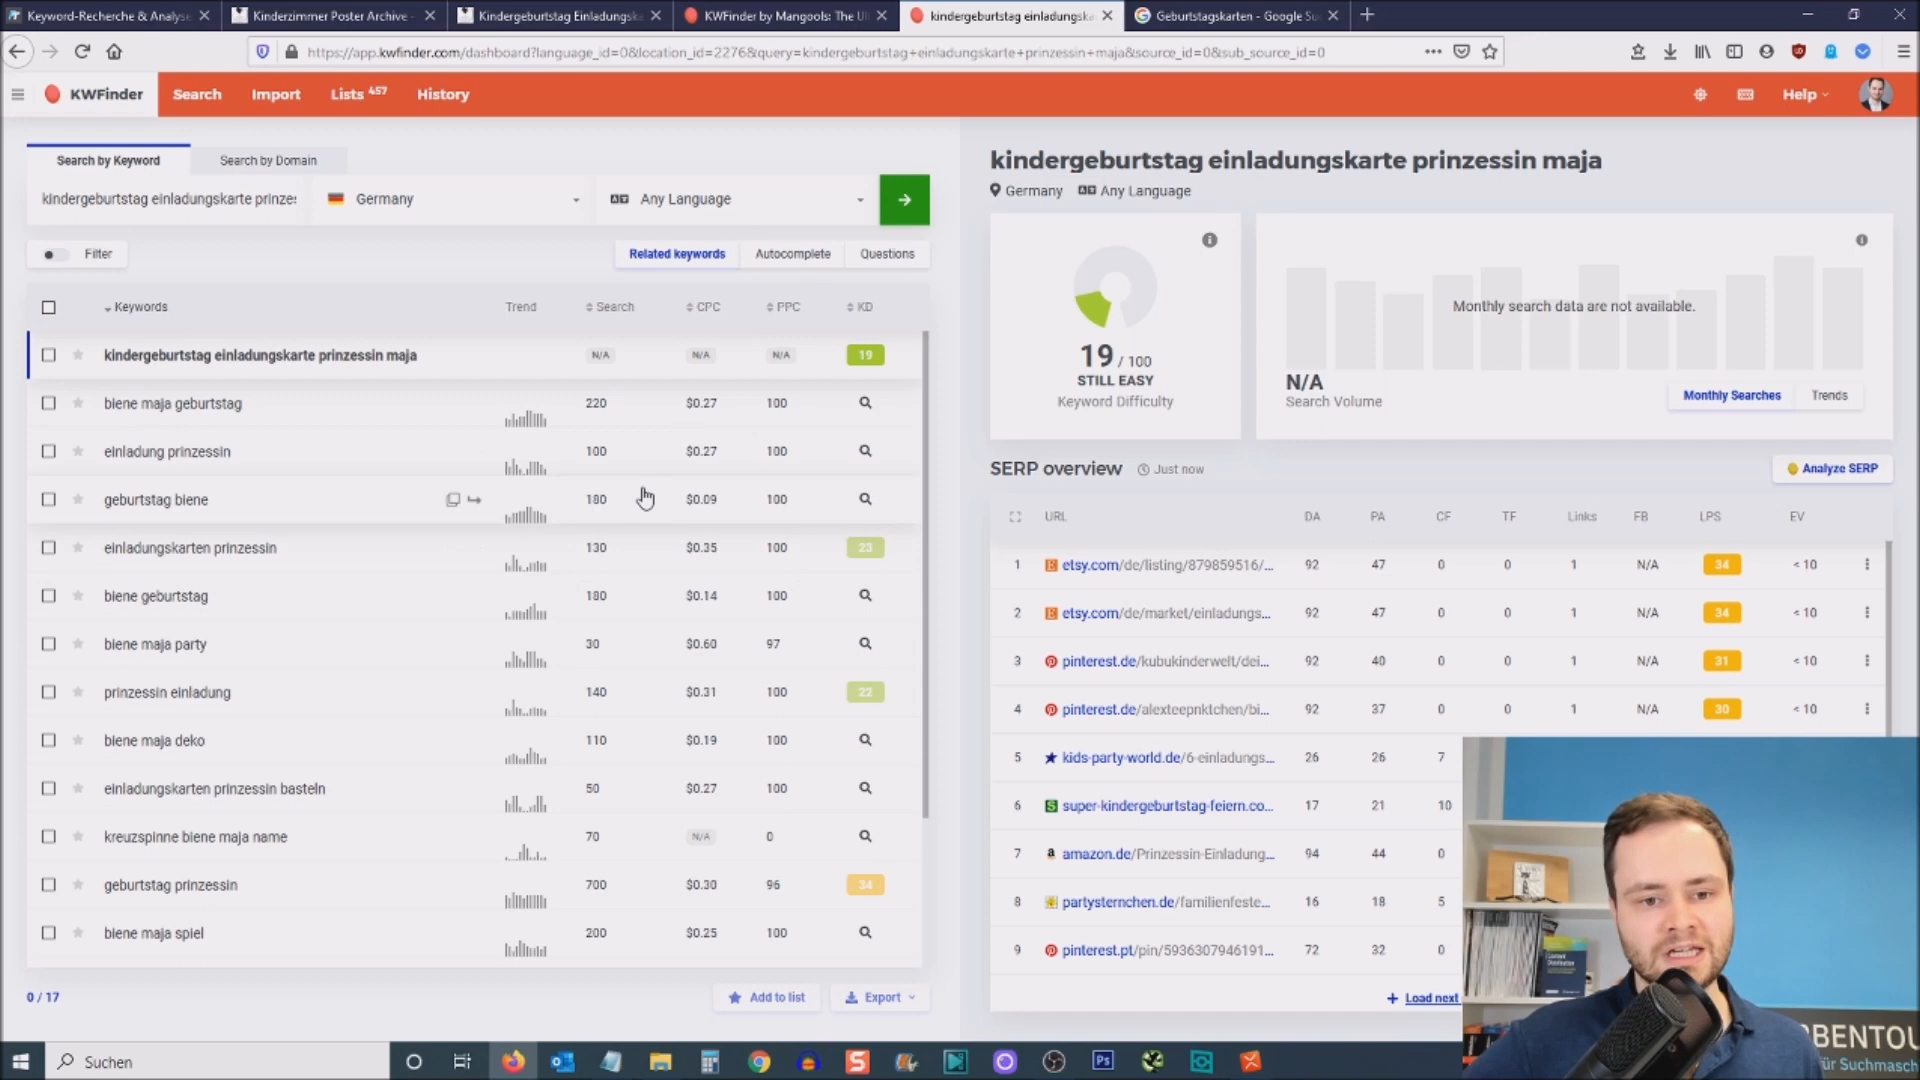 Keyword-Recherche & Analyse
Kinderzimmer Poster Archive -
Kindergeburtstag Einladungska
KWFinder by Mangools: The Ul
kindergeburtstag einladungska
Geburtstagskarten - Google Su
https://app.kwfinder.com/dashboard?language_id=0&location_id=2276&query=kindergeburtstag+einladungskarte+prinzessin+maja&source_id=0&sub_source_id=0
KWFinder
Search
Import
Lists 457
History
Help
Search by Keyword
Search by Domain
kindergeburtstag einladungskarte prinzes
Germany
Any Language
Filter
Related keywords
Autocomplete
Questions
Keywords Trend Search CPC PPC KD
kindergeburtstag einladungskarte prinzessin maja N/A N/A N/A 19
biene maja geburtstag 220 $0.27 100
einladung prinzessin 100 $0.27 100
geburtstag biene 180 $0.09 100
einladungskarten prinzessin 130 $0.35 100 23
biene geburtstag 180 $0.14 100
biene maja party 30 $0.60 97
prinzessin einladung 140 $0.31 100 22
biene maja deko 110 $0.19 100
einladungskarten prinzessin basteln 50 $0.27 100
kreuzspinne biene maja name 70 N/A 0
geburtstag prinzessin 700 $0.30 96 34
biene maja spiel 200 $0.25 100
0 / 17
Add to list
Export
kindergeburtstag einladungskarte prinzessin maja
Germany
Any Language
19 / 100
STILL EASY
Keyword Difficulty
Monthly search data are not available.
N/A
Search Volume
Monthly Searches
Trends
SERP overview
Just now
Analyze SERP
URL DA PA CF TF Links FB LPS EV
1 etsy.com/de/listing/879859516/... 92 47 0 0 1 N/A 34 < 10
2 etsy.com/de/market/einladungs... 92 47 0 0 1 N/A 34 < 10
3 pinterest.de/kubukinderwelt/dei... 92 40 0 0 1 N/A 31 < 10
4 pinterest.de/alexteepnktchen/bi... 92 37 0 0 1 N/A 30 < 10
5 kids-party-world.de/6-einladungs... 26 26 7
6 super-kindergeburtstag-feiern.co... 17 21 10
7 amazon.de/Prinzessin-Einladung... 94 44 0
8 partysternchen.de/familienfeste... 16 18 5
9 pinterest.pt/pin/5936307946191... 72 32 0
+ Load next
BBENTOU
ür Suchmasch
Suchen
Ps